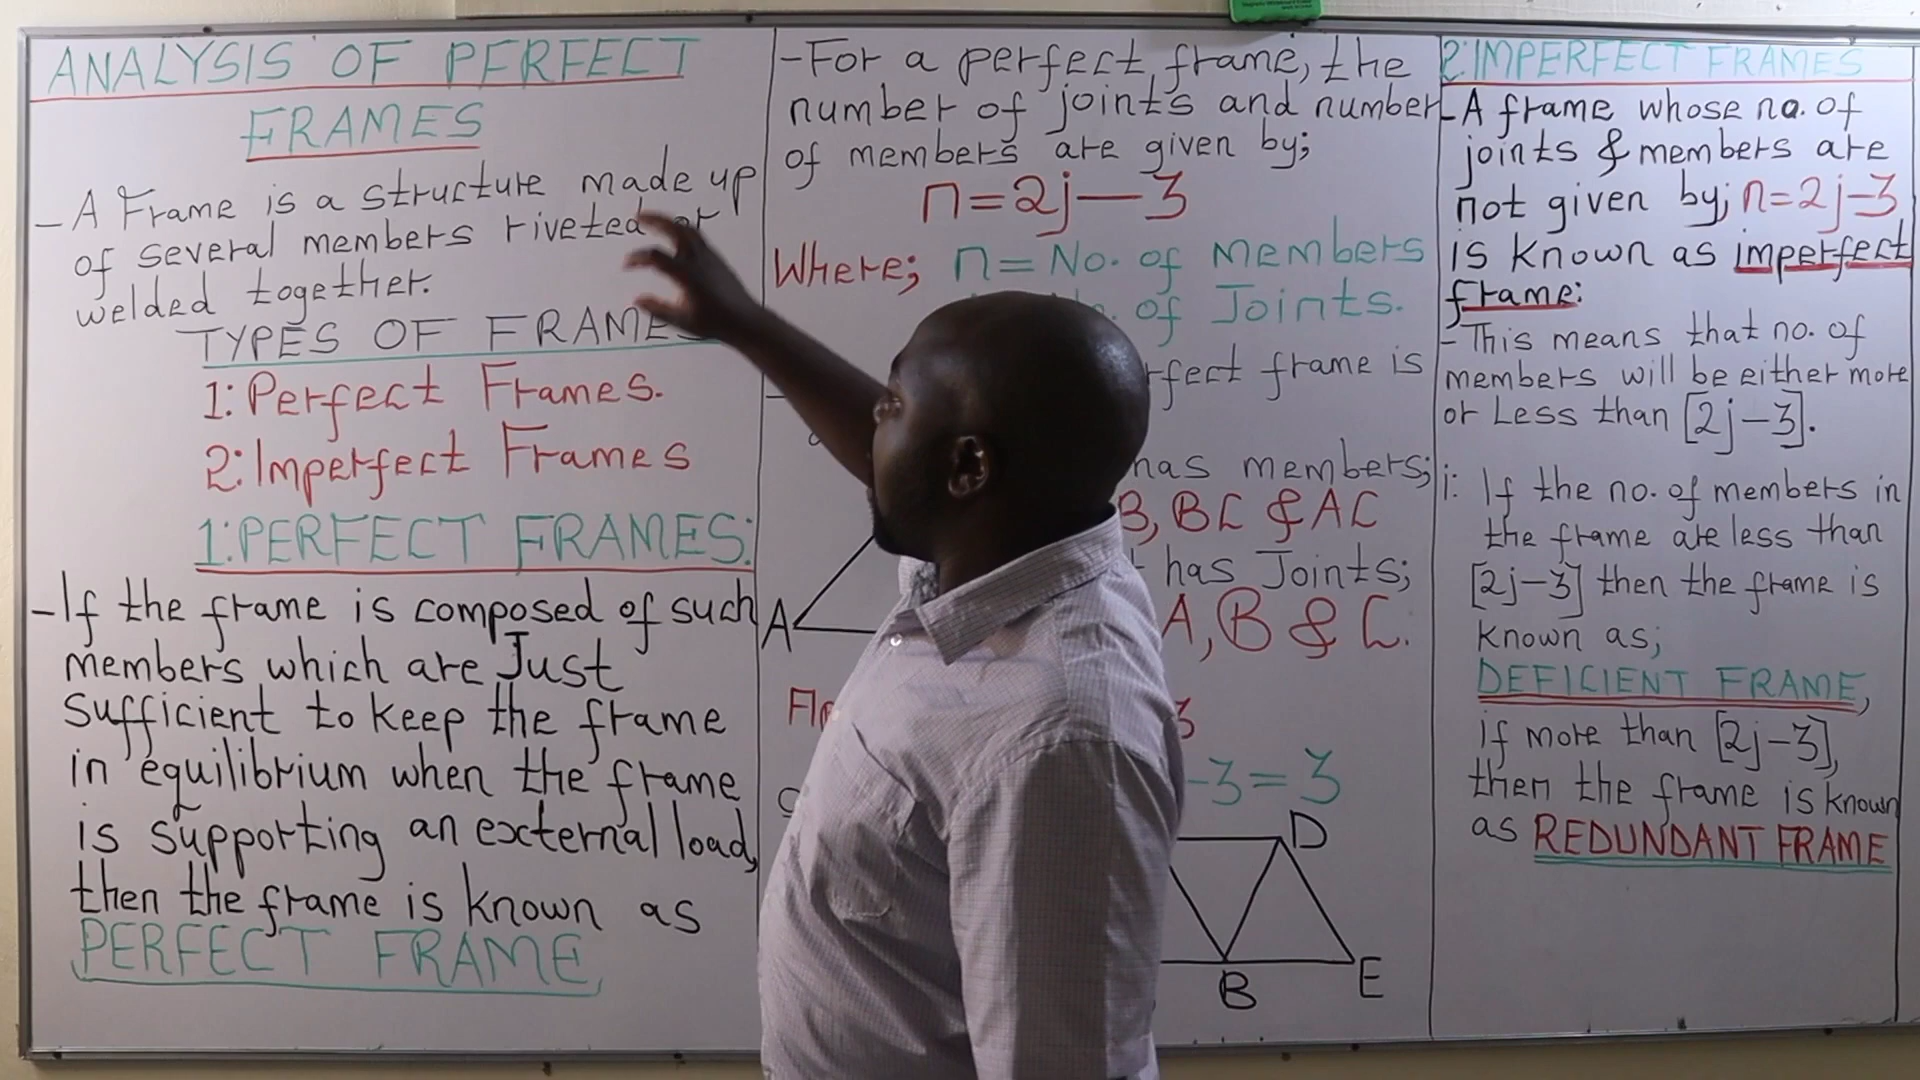 ANALYSIS OF PERFECT
FRAMES
- A Frame is a structure made up
of several members riveted or
welded together.
TYPES OF FRAMES
1: Perfect Frames.
2: Imperfect Frames
1: PERFECT FRAMES:
- If the frame is composed of such
members which are Just
sufficient to keep the frame
in equilibrium when the frame
is supporting an external load,
then the frame is known as
PERFECT FRAME
- For a perfect frame, the
number of joints and number
of members are given by;
n = 2j - 3
Where; n = No. of Members
of Joints.
frame is
has members;
B, BC & AC
has Joints;
A, B & C.
A
3
-3 = 3
D
B
E
2: IMPERFECT FRAMES
- A frame whose no. of
joints & members are
not given by; n = 2j - 3
is known as imperfect
frame:
- This means that no. of
members will be either more
or Less than [2j - 3].
i: If the no. of members in
the frame are less than
[2j - 3] then the frame is
known as;
DEFICIENT FRAME,
if more than [2j - 3],
then the frame is known
as REDUNDANT FRAME